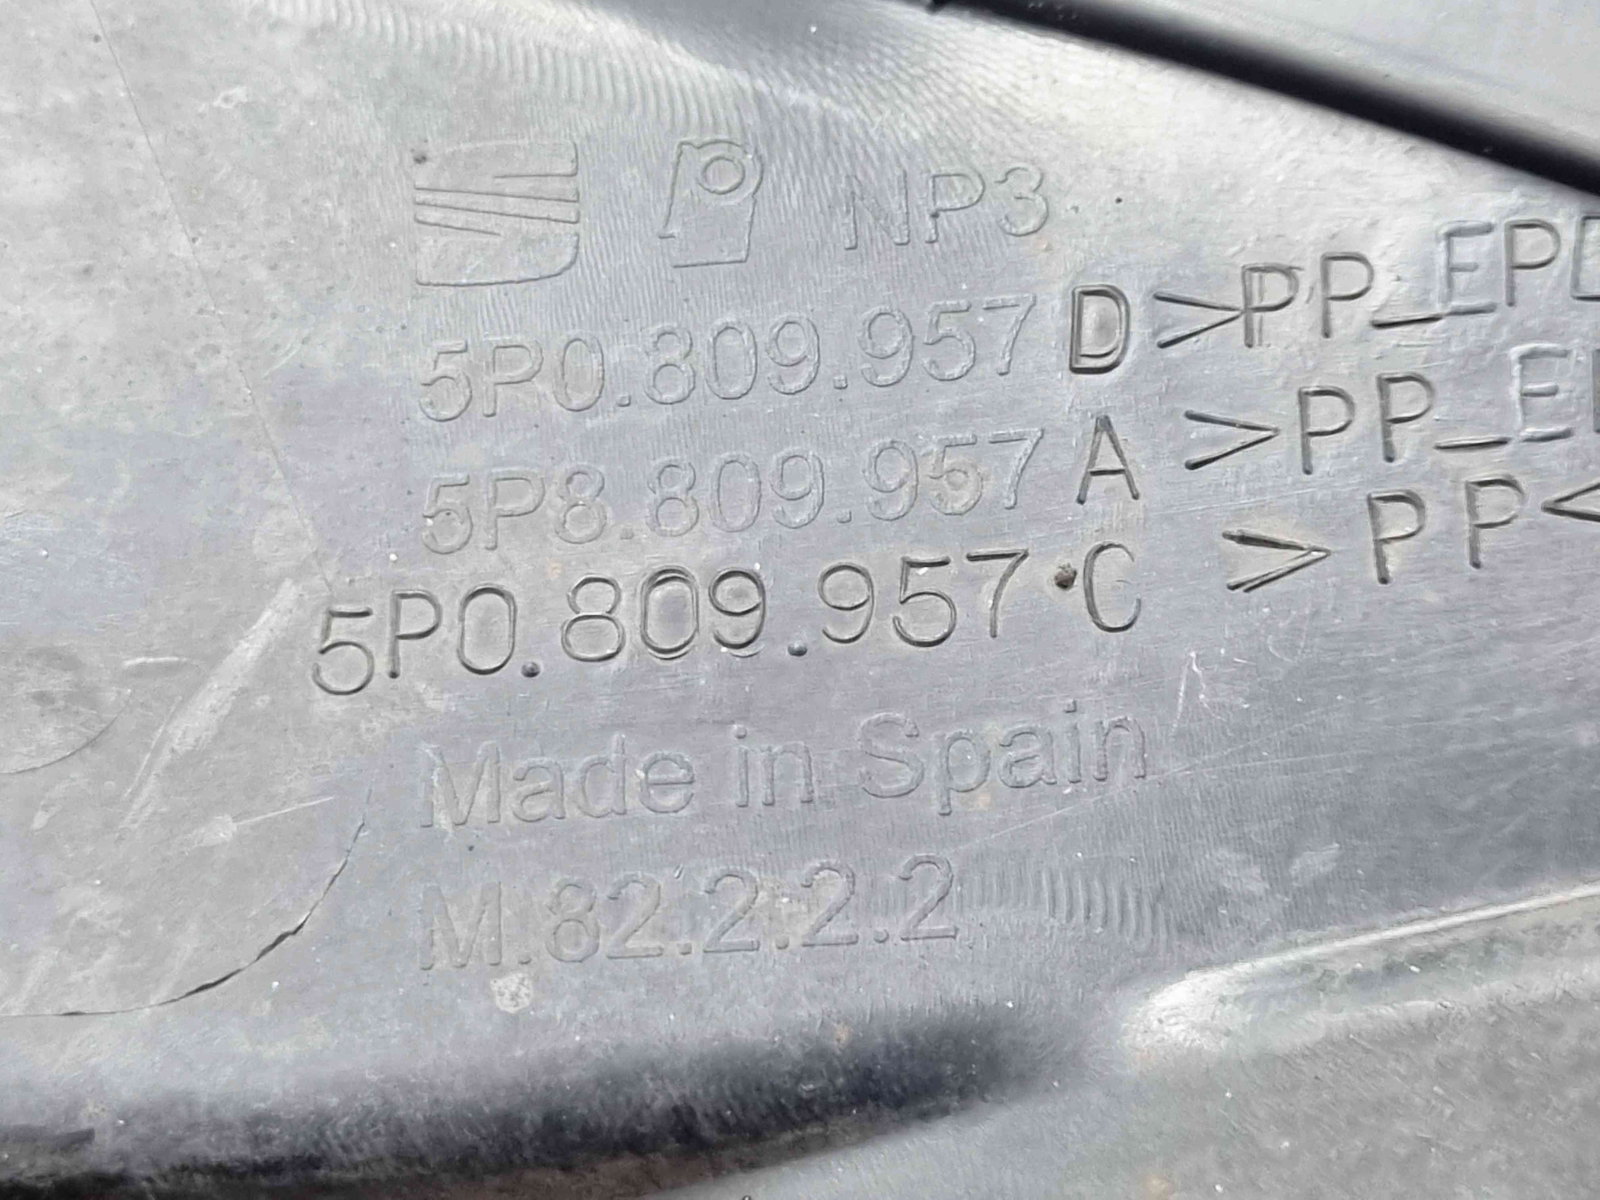 NP3
5P0.809.957 D >PP_EPD
5P8.809.957 A >PP_E
5P0.809.957.C >PP<
Made in Spain
M.82.2.2.2